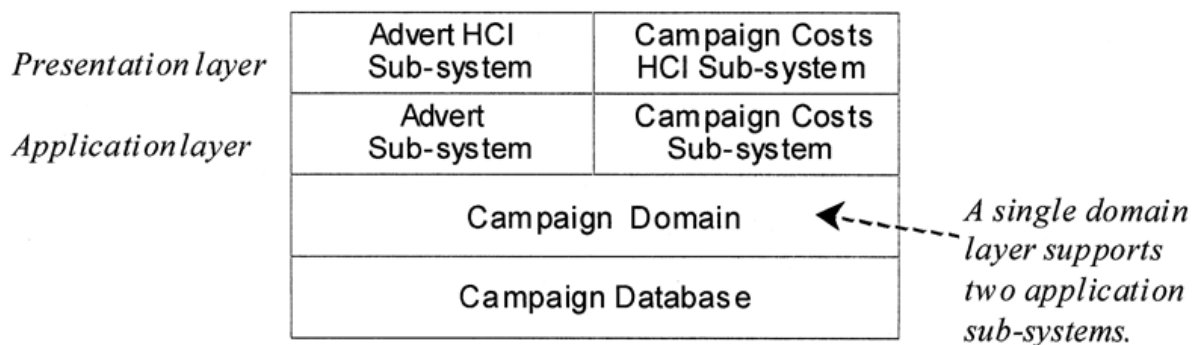 Advert HCI
Sub-system
Campaign Costs
HCI Sub-system
Presentation layer
Advert
Sub-system
Campaign Costs
Sub-system
Application layer
Campaign Domain
A single domain
layer supports
two application
sub-systems.
Campaign Database